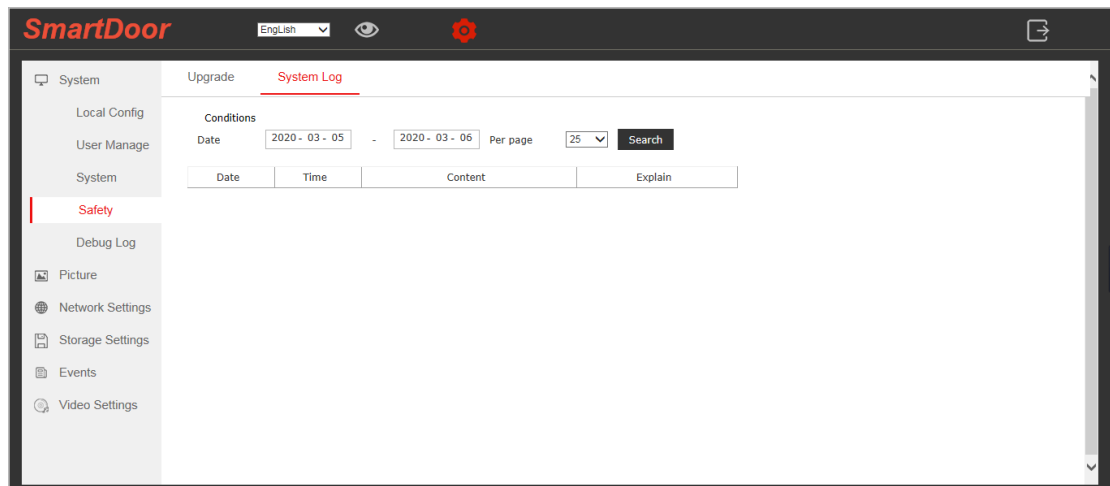 SmartDoor
EngLish
System
Local Config
User Manage
System
Safety
Debug Log
Picture
Network Settings
Storage Settings
Events
Video Settings
Upgrade System Log
Conditions
Date 2020 - 03 - 05 - 2020 - 03 - 06 Per page 25 Search
Date Time Content Explain